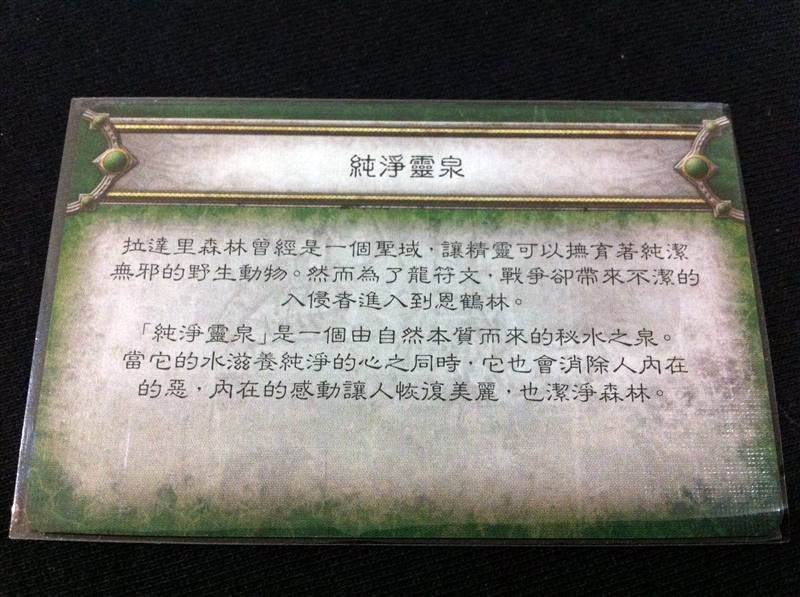 純淨靈泉
拉達里森林曾經是一個聖域，讓精靈可以撫育著純潔
無邪的野生動物。然而為了龍符文，戰爭卻帶來不潔的
入侵者進入到恩鶴林。
「純淨靈泉」是一個由自然本質而來的秘水之泉。
當它的水滋養純淨的心之同時，它也會消除人內在
的惡，內在的感動讓人恢復美麗，也潔淨森林。